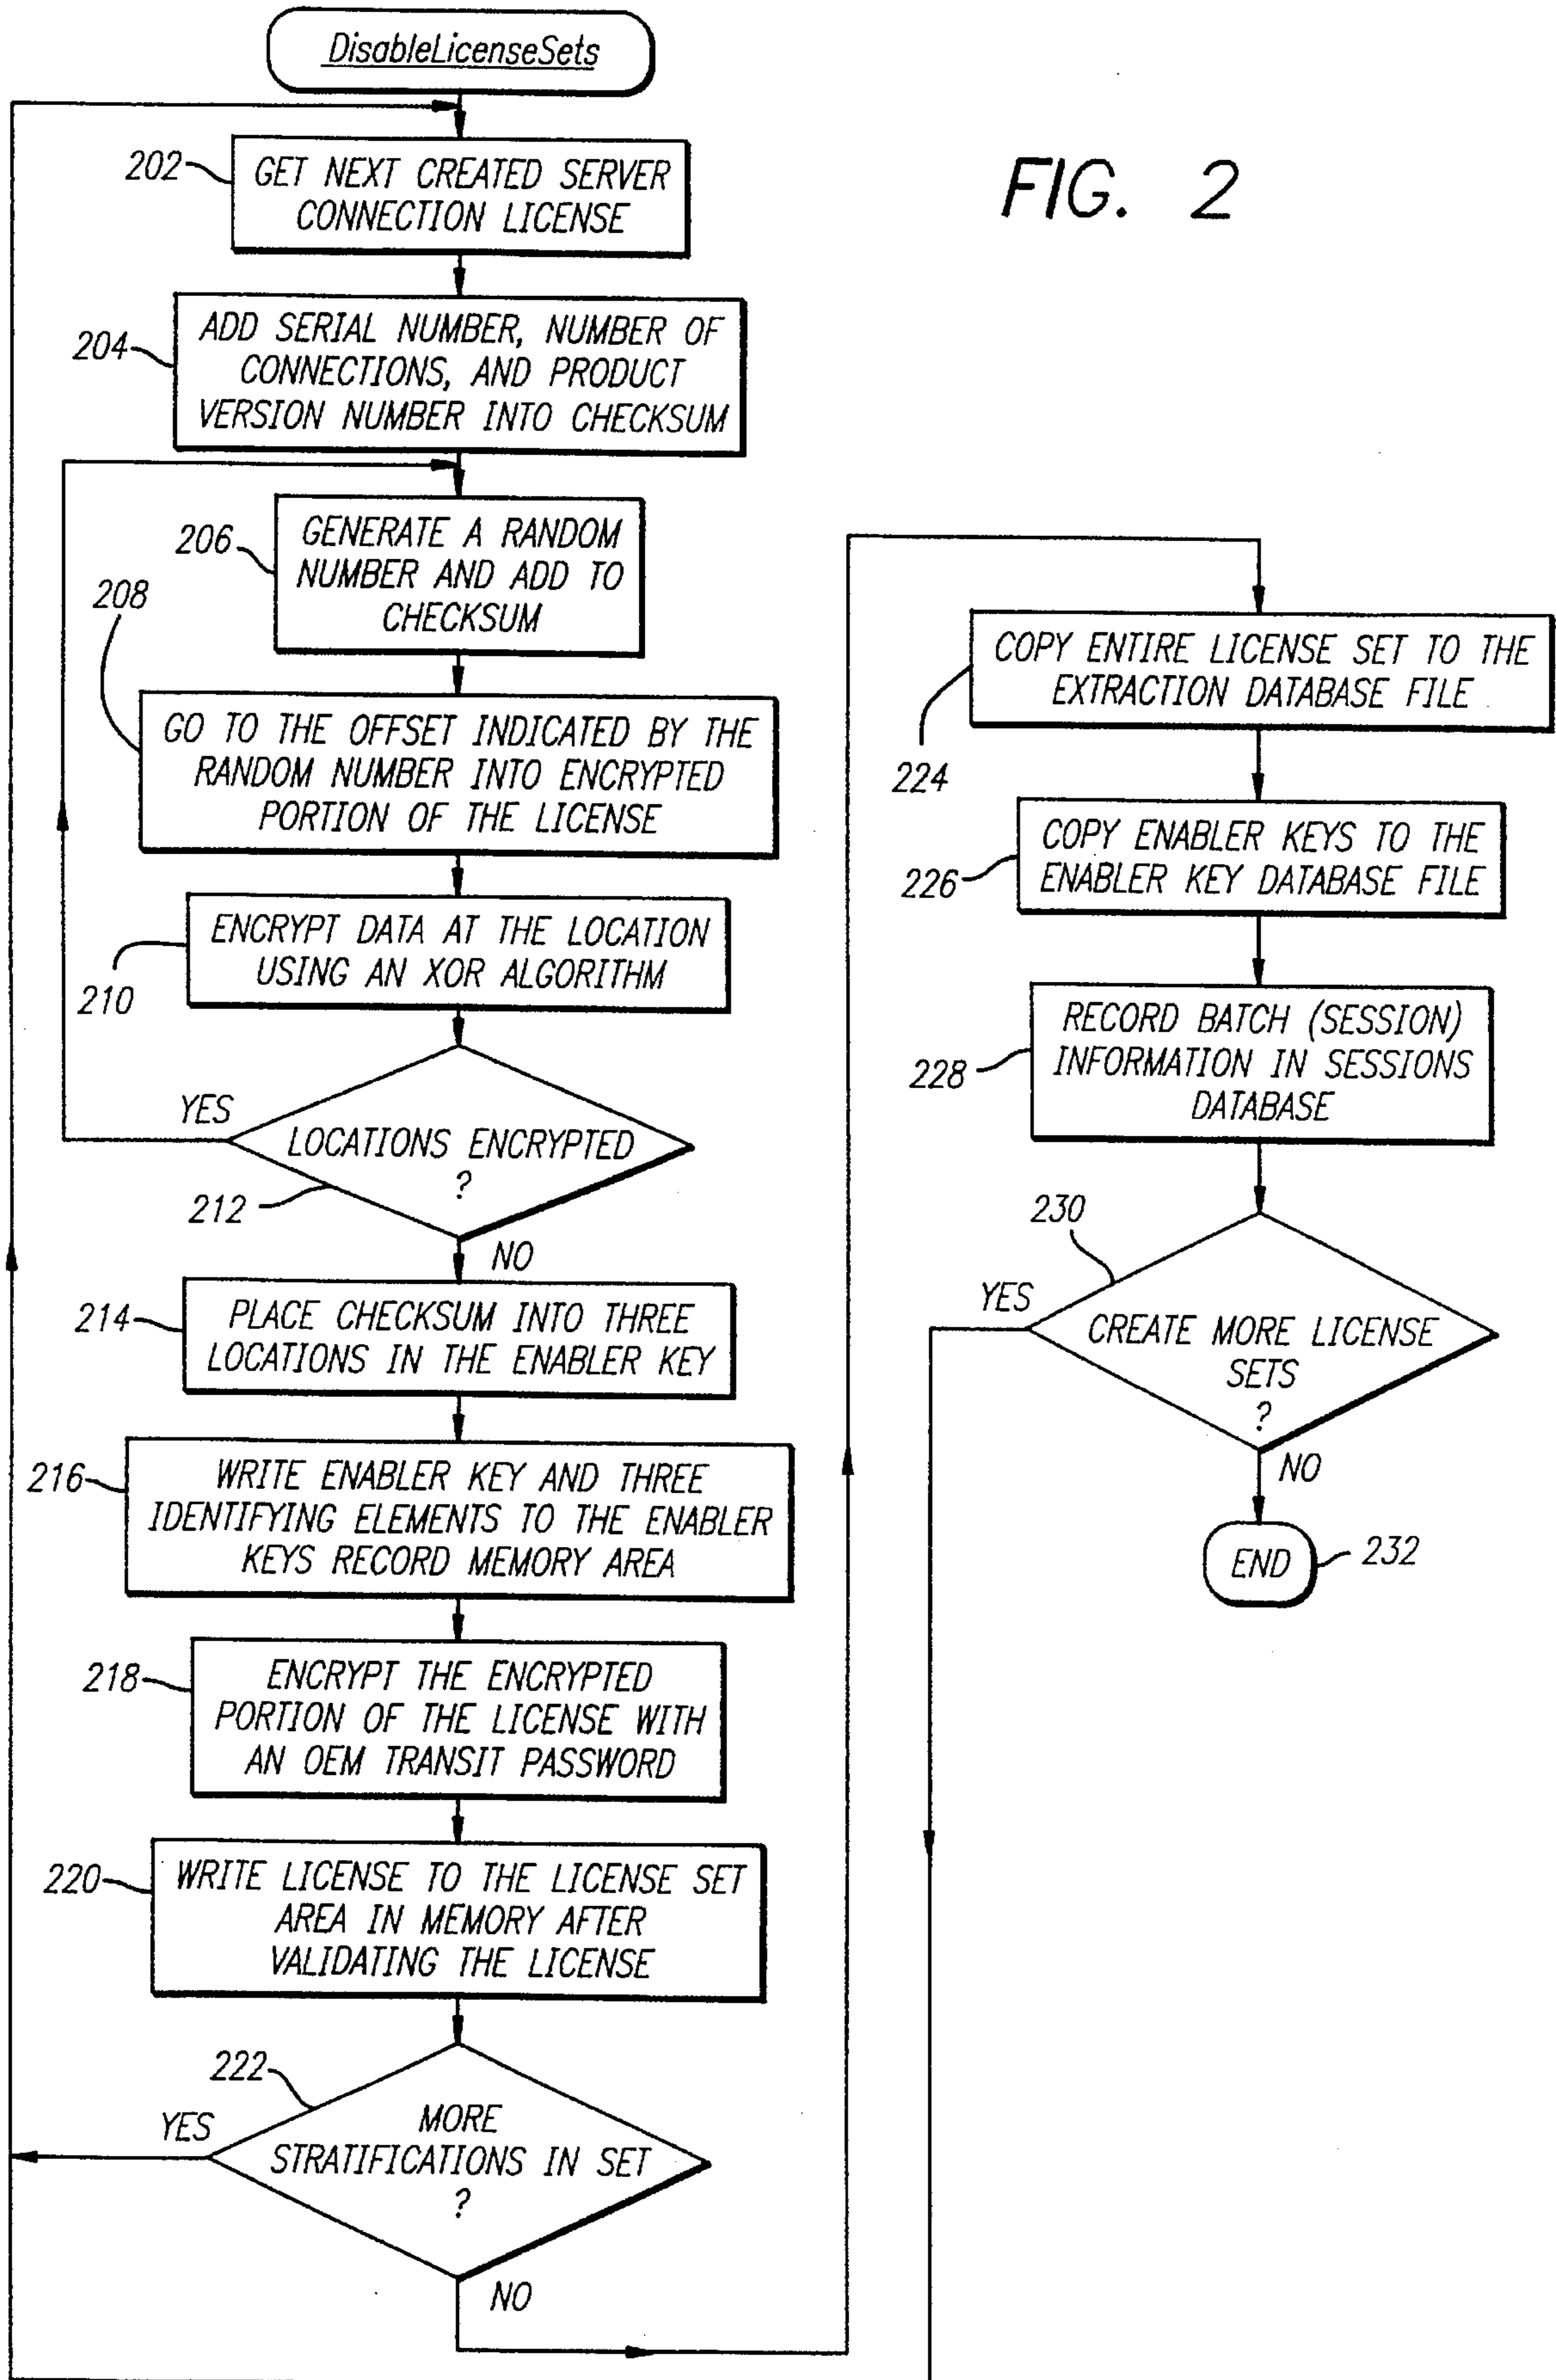 DisableLicenseSets
FIG. 2
202
GET NEXT CREATED SERVER
CONNECTION LICENSE
204
ADD SERIAL NUMBER, NUMBER OF
CONNECTIONS, AND PRODUCT
VERSION NUMBER INTO CHECKSUM
206
GENERATE A RANDOM
NUMBER AND ADD TO
CHECKSUM
208
GO TO THE OFFSET INDICATED BY THE
RANDOM NUMBER INTO ENCRYPTED
PORTION OF THE LICENSE
210
ENCRYPT DATA AT THE LOCATION
USING AN XOR ALGORITHM
YES
LOCATIONS ENCRYPTED
?
212
NO
214
PLACE CHECKSUM INTO THREE
LOCATIONS IN THE ENABLER KEY
216
WRITE ENABLER KEY AND THREE
IDENTIFYING ELEMENTS TO THE ENABLER
KEYS RECORD MEMORY AREA
218
ENCRYPT THE ENCRYPTED
PORTION OF THE LICENSE WITH
AN OEM TRANSIT PASSWORD
220
WRITE LICENSE TO THE LICENSE SET
AREA IN MEMORY AFTER
VALIDATING THE LICENSE
222
YES
MORE
STRATIFICATIONS IN SET
?
NO
COPY ENTIRE LICENSE SET TO THE
EXTRACTION DATABASE FILE
224
COPY ENABLER KEYS TO THE
ENABLER KEY DATABASE FILE
226
RECORD BATCH (SESSION)
INFORMATION IN SESSIONS
DATABASE
228
230
YES
CREATE MORE LICENSE
SETS
?
NO
END
232